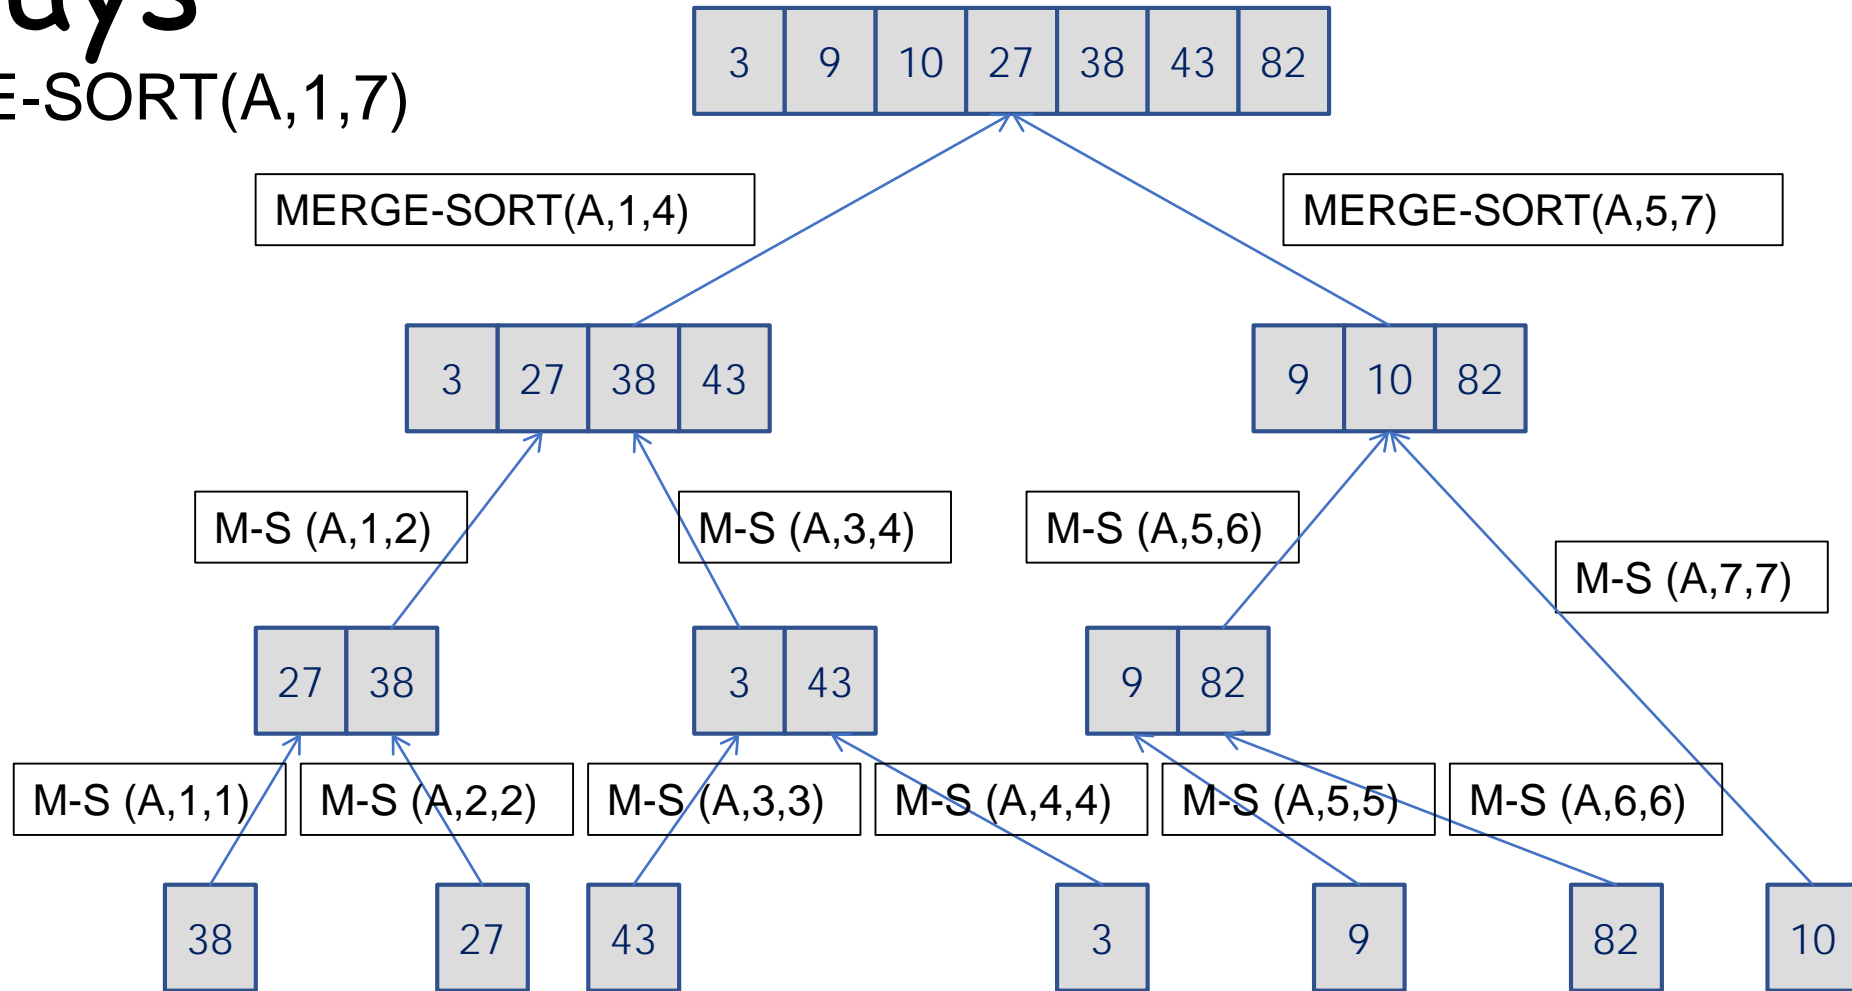 E-SORT(A,1,7)
3 9 10 27 38 43 82
MERGE-SORT(A,1,4)
MERGE-SORT(A,5,7)
3 27 38 43
9 10 82
M-S (A,1,2)
M-S (A,3,4)
M-S (A,5,6)
M-S (A,7,7)
27 38
3 43
9 82
M-S (A,1,1)
M-S (A,2,2)
M-S (A,3,3)
M-S (A,4,4)
M-S (A,5,5)
M-S (A,6,6)
38
27
43
3
9
82
10